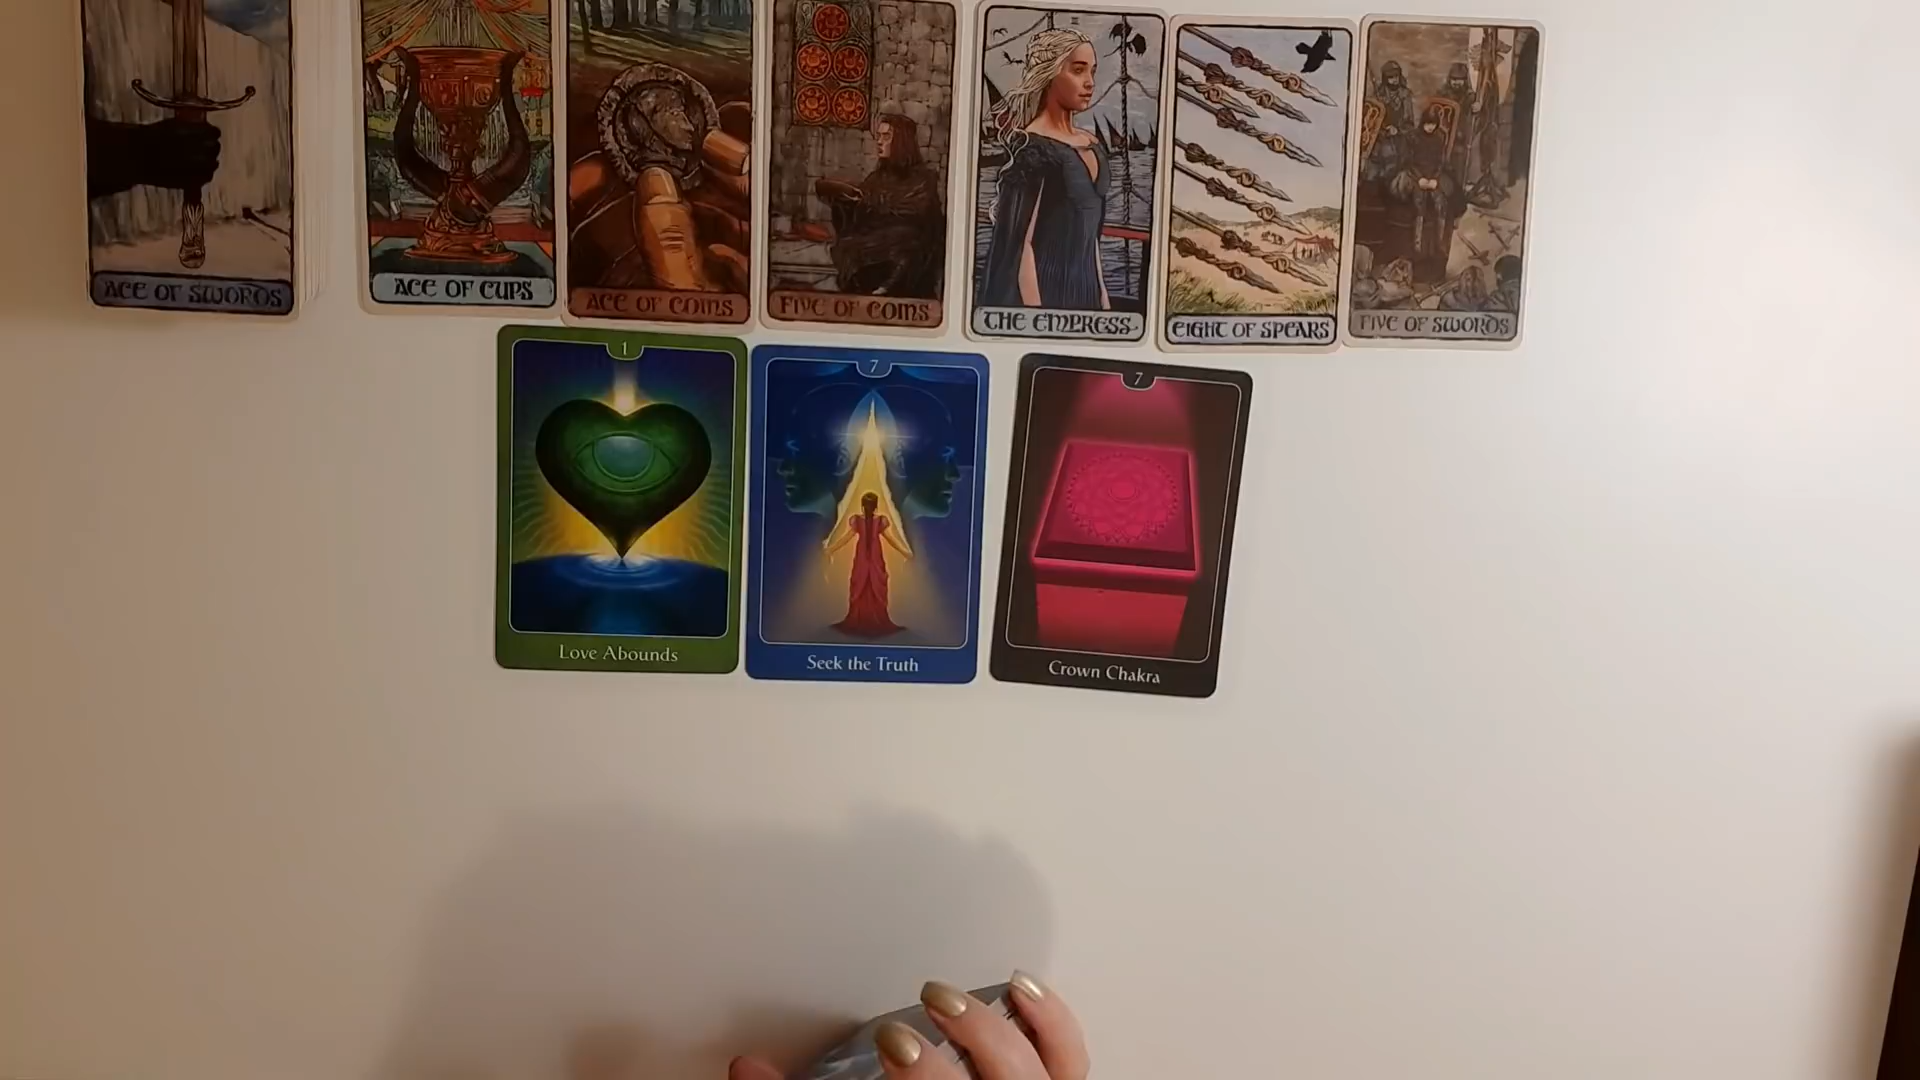 ACE OF SWORDS
ACE OF CUPS
ACE OF COINS
FIVE OF COINS
III
THE EMPRESS
EIGHT OF SPEARS
FIVE OF SWORDS
1
Love Abounds
7
Seek the Truth
7
Crown Chakra